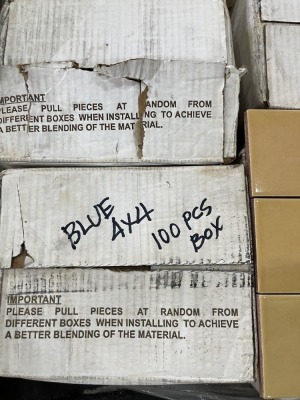 IMPORTANT
PLEASE PULL PIECES AT RANDOM FROM
DIFFERENT BOXES WHEN INSTALLING TO ACHIEVE
A BETTER BLENDING OF THE MATERIAL.
BLUE
4X4
100 PCS
BOX
IMPORTANT
PLEASE PULL PIECES AT RANDOM FROM
DIFFERENT BOXES WHEN INSTALLING TO ACHIEVE
A BETTER BLENDING OF THE MATERIAL.